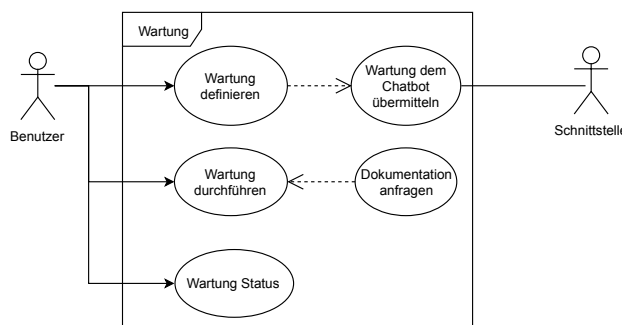 Wartung
Wartung
definieren
Wartung dem
Chatbot
übermitteln
Benutzer
Schnittstelle
Wartung
durchführen
Dokumentation
anfragen
Wartung Status